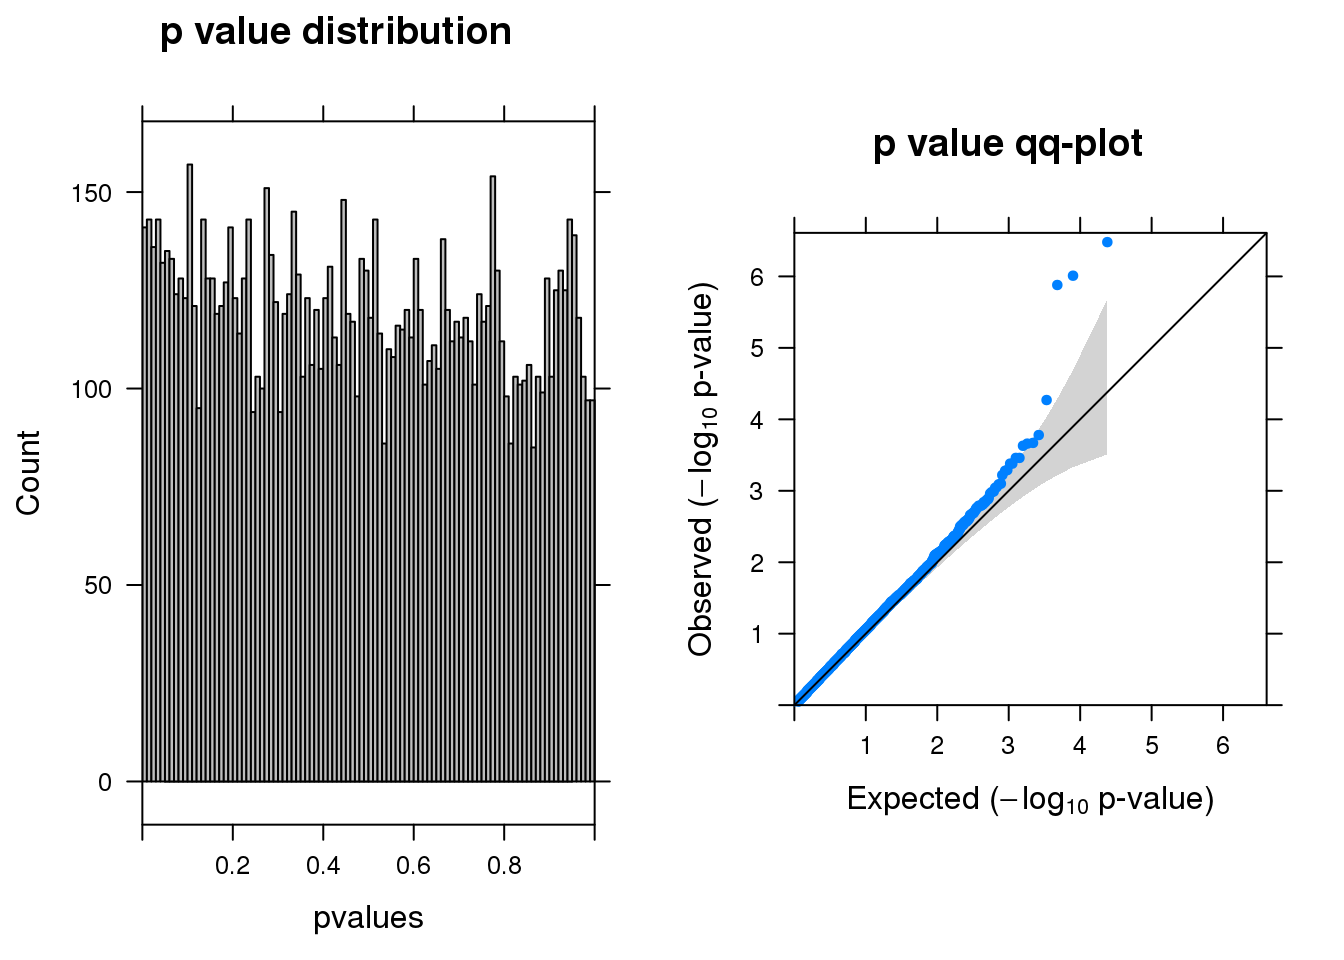 p value distribution
Count
150
100
50
0
0.2 0.4 0.6 0.8
pvalues
p value qq-plot
Observed (−log₁₀ p-value)
6
5
4
3
2
1
1 2 3 4 5 6
Expected (−log₁₀ p-value)